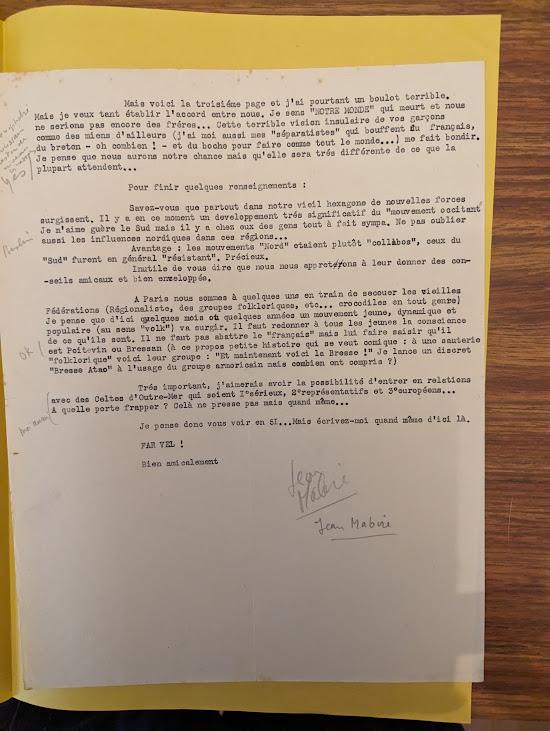 Mais voici la troisiéme page et j'ai pourtant un boulot terrible.
Mais je veux tant établir l'accord entre nous. Je sens "NOTRE MONDE" qui meurt et nous
ne serions pas encore des fréres... Cette terrible vision insulaire de vos garçons
comme des miens d'ailleurs (j'ai moi aussi mes "séparatistes" qui bouffent du français,
du breton - oh combien ! - et du boche pour faire comme tout le monde...) me fait bondir.
Je pense que nous aurons notre chance mais qu'elle sera trés différente de ce que la
plupart attendent...
Pour finir quelques renseignements :
Savez-vous que partout dans notre vieil hexagone de nouvelles forces
surgissent. Il y a en ce moment un developpement trés significatif du "mouvement occitant"
Je n'aime guère le Sud mais il y a chez eux des gens tout à fait sympa. Ne pas oublier
aussi les influences nordiques dans ces régions...
Avantage : les mouvements "Nord" etaient plutôt "collabos", ceux du
"Sud" furent en général "résistant". Précieux.
Inutile de vous dire que nous nous appretons à leur donner des con-
-seils amicaux et bien enveloppés.
A Paris nous sommes à quelques uns en train de secouer les vieilles
Fédérations (Régionaliste, des groupes folkloriques, etc... crocodiles en tout genre)
Je pense que d'ici quelques mois ou quelques années un mouvement jeune, dynamique et
populaire (au sens "volk") va surgir. Il faut redonner à tous les jeunes la conscience
de ce qu'ils sont. Il ne faut pas abattre le "français" mais lui faire saisir qu'il
est Poitevin ou Bressan (à ce propos petite histoire qui se veut comique : à une sauterie
"folklorique" voici leur groupe : "Et maintenant voici la Bresse !" Je lance un discret
"Bresse Atao" à l'usage du groupe armoricain mais combien ont compris ?)
OK !
Trés important, j'aimerais avoir la possibilité d'entrer en relations
avec des Celtes d'Outre-Mer qui soient I°sérieux, 2°représentatifs et 3°européens...
A quelle porte frapper ? Celà ne presse pas mais quand même...
Je pense donc vous voir en SI...Mais écrivez-moi quand même d'ici là.
FAR VEL !
Bien amicalement
Jean
Mabire
Jean Mabire